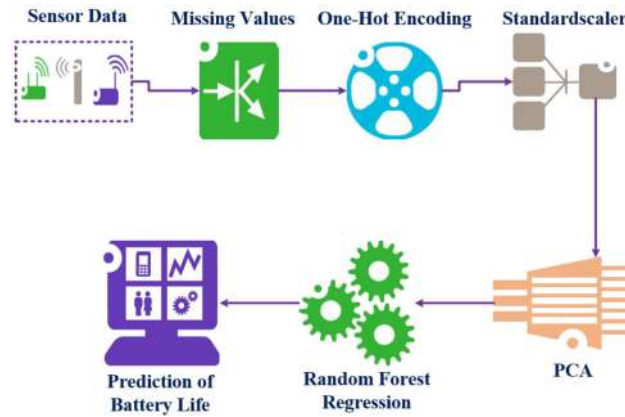 Sensor Data
Missing Values
One-Hot Encoding
Standardscaler
Prediction of
Battery Life
Random Forest
Regression
PCA